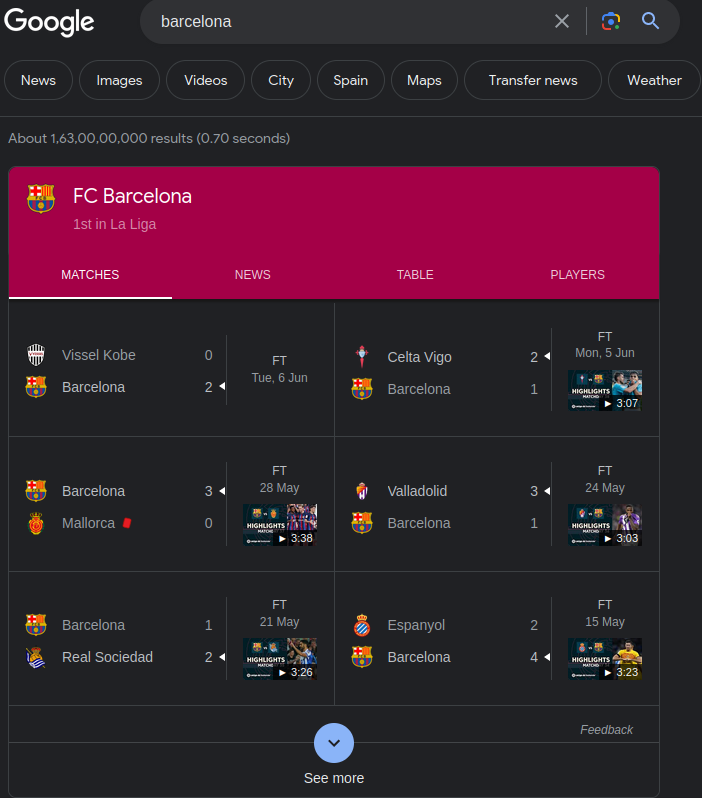 Google
barcelona
News
Images
Videos
City
Spain
Maps
Transfer news
Weather
About 1,63,00,00,000 results (0.70 seconds)
FC Barcelona
1st in La Liga
MATCHES
NEWS
TABLE
PLAYERS
Vissel Kobe 0
Barcelona 2
FT
Tue, 6 Jun
Celta Vigo 2
Barcelona 1
FT
Mon, 5 Jun
HIGHLIGHTS
3:07
Barcelona 3
Mallorca 0
FT
28 May
HIGHLIGHTS
3:38
Valladolid 3
Barcelona 1
FT
24 May
HIGHLIGHTS
3:03
Barcelona 1
Real Sociedad 2
FT
21 May
HIGHLIGHTS
3:26
Espanyol 2
Barcelona 4
FT
15 May
HIGHLIGHTS
3:23
Feedback
See more